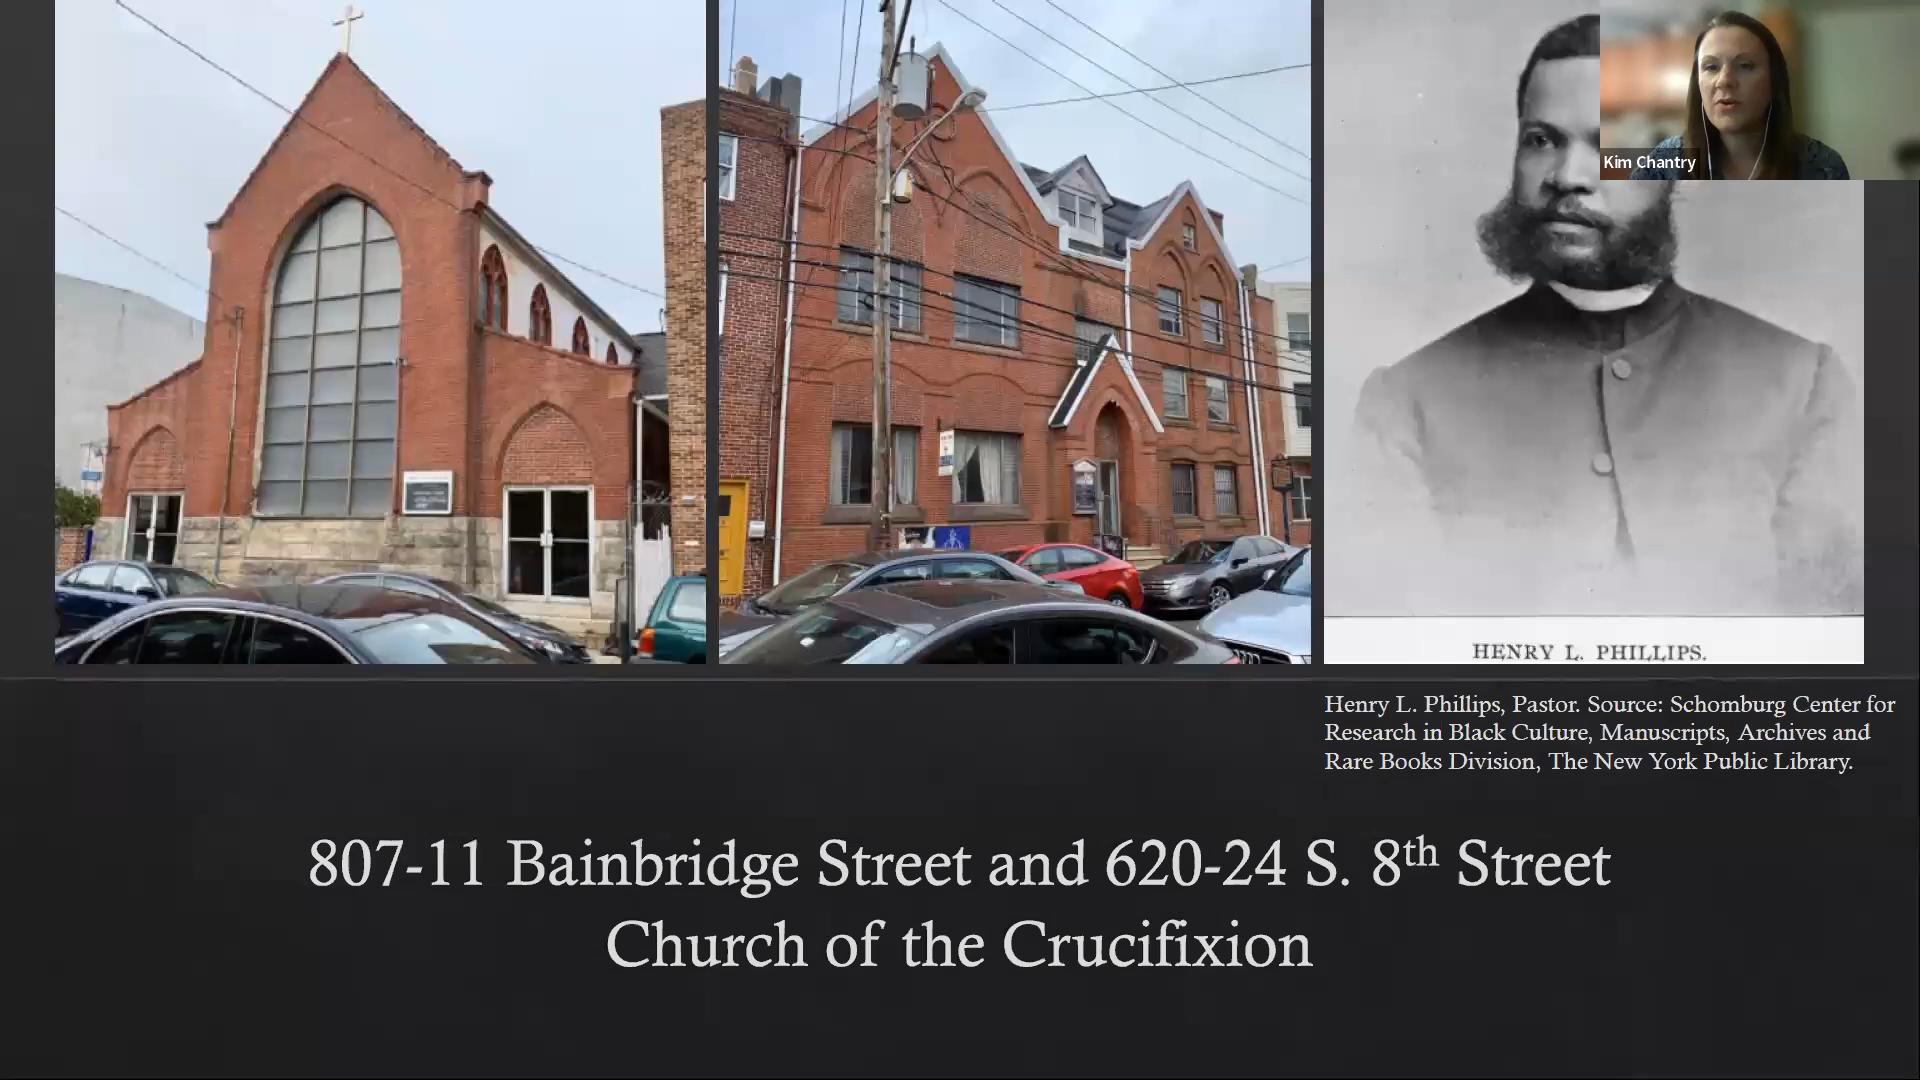 Kim Chantry
HENRY L. PHILLIPS.
Henry L. Phillips, Pastor. Source: Schomburg Center for
Research in Black Culture, Manuscripts, Archives and
Rare Books Division, The New York Public Library.
807-11 Bainbridge Street and 620-24 S. 8th Street
Church of the Crucifixion